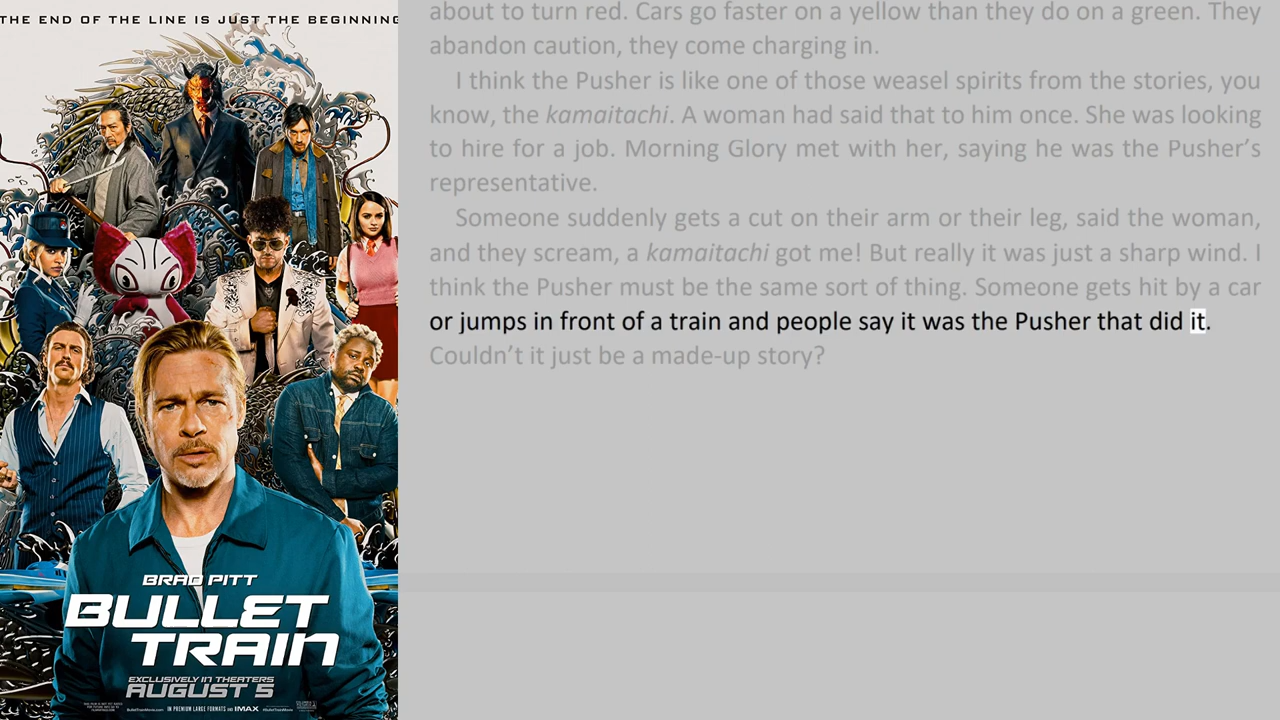 THE END OF THE LINE IS JUST THE BEGINNING
BRAD PITT
BULLET
TRAIN
EXCLUSIVELY IN THEATERS
AUGUST 5
BulletTrainMovie.com IN PREMIUM LARGE FORMATS AND IMAX #BulletTrainMovie
about to turn red. Cars go faster on a yellow than they do on a green. They
abandon caution, they come charging in.
I think the Pusher is like one of those weasel spirits from the stories, you
know, the kamaitachi. A woman had said that to him once. She was looking
to hire for a job. Morning Glory met with her, saying he was the Pusher’s
representative.
Someone suddenly gets a cut on their arm or their leg, said the woman,
and they scream, a kamaitachi got me! But really it was just a sharp wind. I
think the Pusher must be the same sort of thing. Someone gets hit by a car
or jumps in front of a train and people say it was the Pusher that did it.
Couldn’t it just be a made-up story?